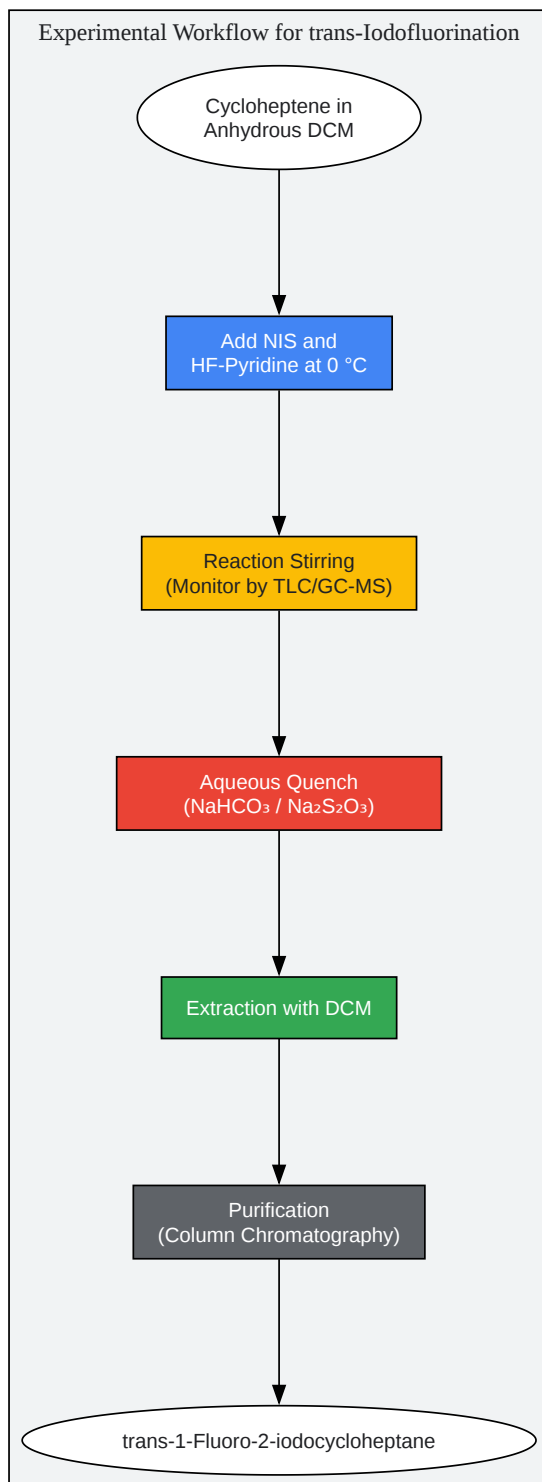 Experimental Workflow for trans-Iodofluorination
Cycloheptene in
Anhydrous DCM
Add NIS and
HF-Pyridine at 0 °C
Reaction Stirring
(Monitor by TLC/GC-MS)
Aqueous Quench
(NaHCO₃ / Na₂S₂O₃)
Extraction with DCM
Purification
(Column Chromatography)
trans-1-Fluoro-2-iodocycloheptane